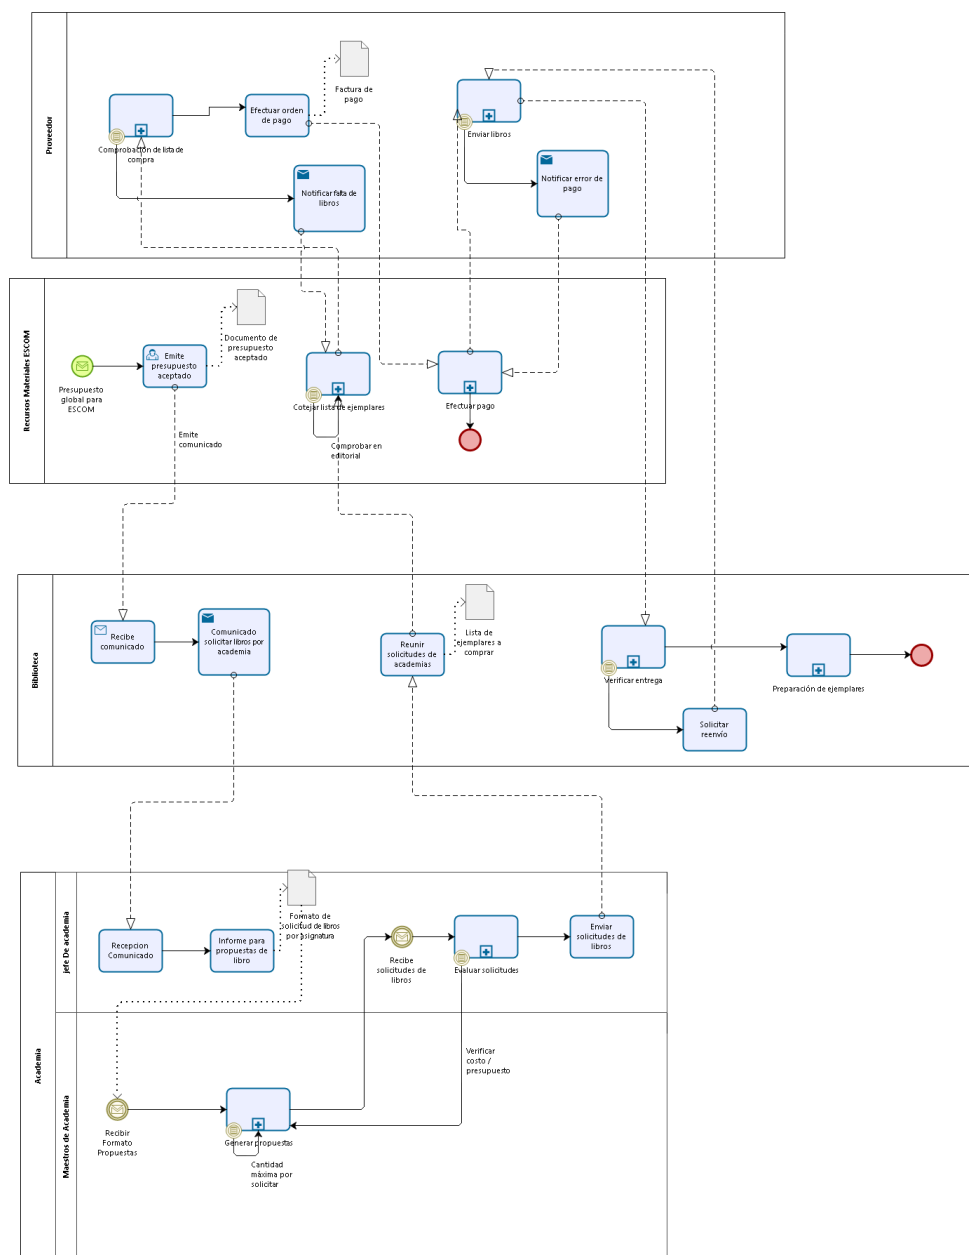 Proveedor
Factura de
pago
Efectuar orden
de pago
Comprobación de lista de
compra
Notificar falta de
libros
Enviar libros
Notificar error de
pago
Recursos Materiales ESCOM
Presupuesto
global para
ESCOM
Emite
presupuesto
aceptado
Documento de
presupuesto
aceptado
Emite
comunicado
Cotejar lista de ejemplares
Comprobar en
editorial
Efectuar pago
Biblioteca
Recibe
comunicado
Comunicado
solicitar libros por
academia
Reunir
solicitudes de
academias
Lista de
ejemplares a
comprar
Verificar entrega
Solicitar
reenvío
Preparación de ejemplares
Academia
jefe De academia
Recepcion
Comunicado
Informe para
propuestas de
libro
Formato de
solicitud de libros
por asignatura
Recibe
solicitudes de
libros
Evaluar solicitudes
Enviar
solicitudes de
libros
Maestros de Academia
Verificar
costo /
presupuesto
Recibir
Formato
Propuestas
Generar propuestas
Cantidad
màxima por
solicitar